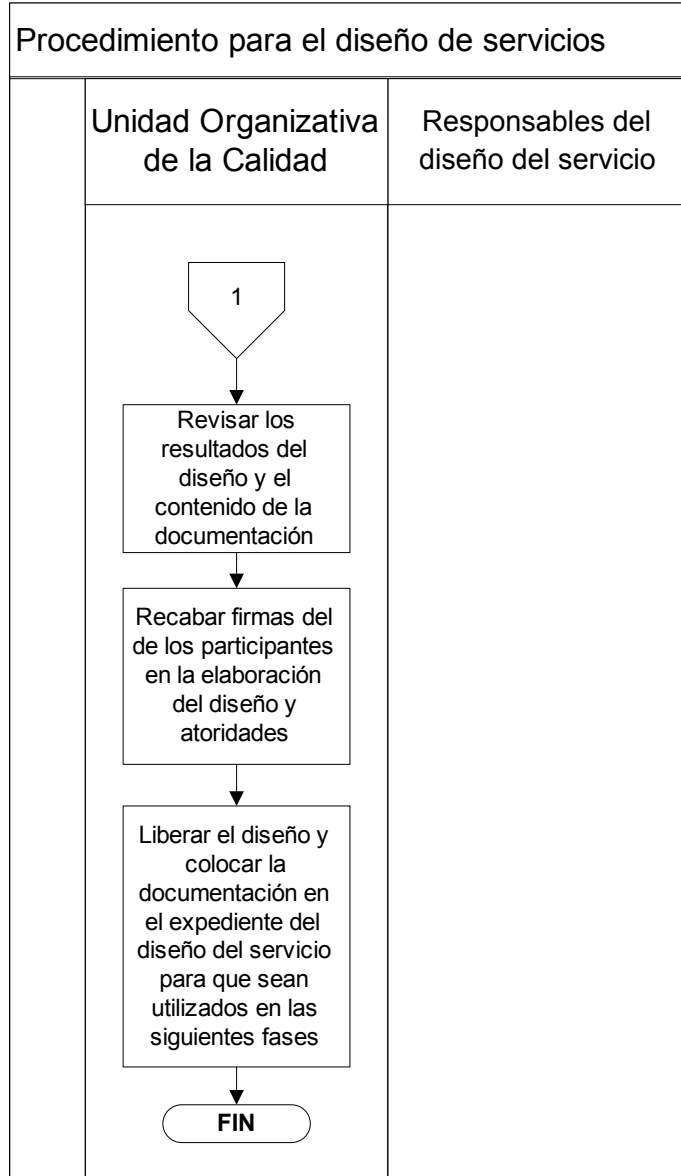 Procedimiento para el diseño de servicios
Unidad Organizativa
de la Calidad
Responsables del
diseño del servicio
1
Revisar los
resultados del
diseño y el
contenido de la
documentación
Recabar firmas del
de los participantes
en la elaboración
del diseño y
atoridades
Liberar el diseño y
colocar la
documentación en
el expediente del
diseño del servicio
para que sean
utilizados en las
siguientes fases
FIN